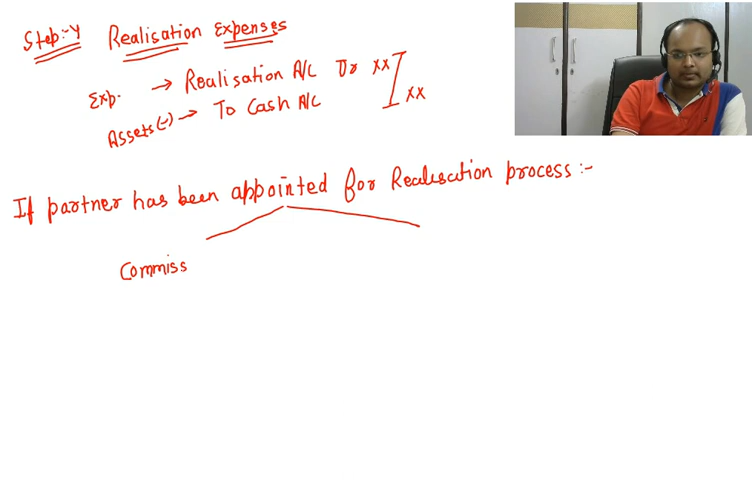 Step:-4 Realisation Expenses
Exp. → Realisation A/c Dr xx
Assets(-) → To Cash A/c xx
If partner has been appointed for Realisation process :-
Commiss